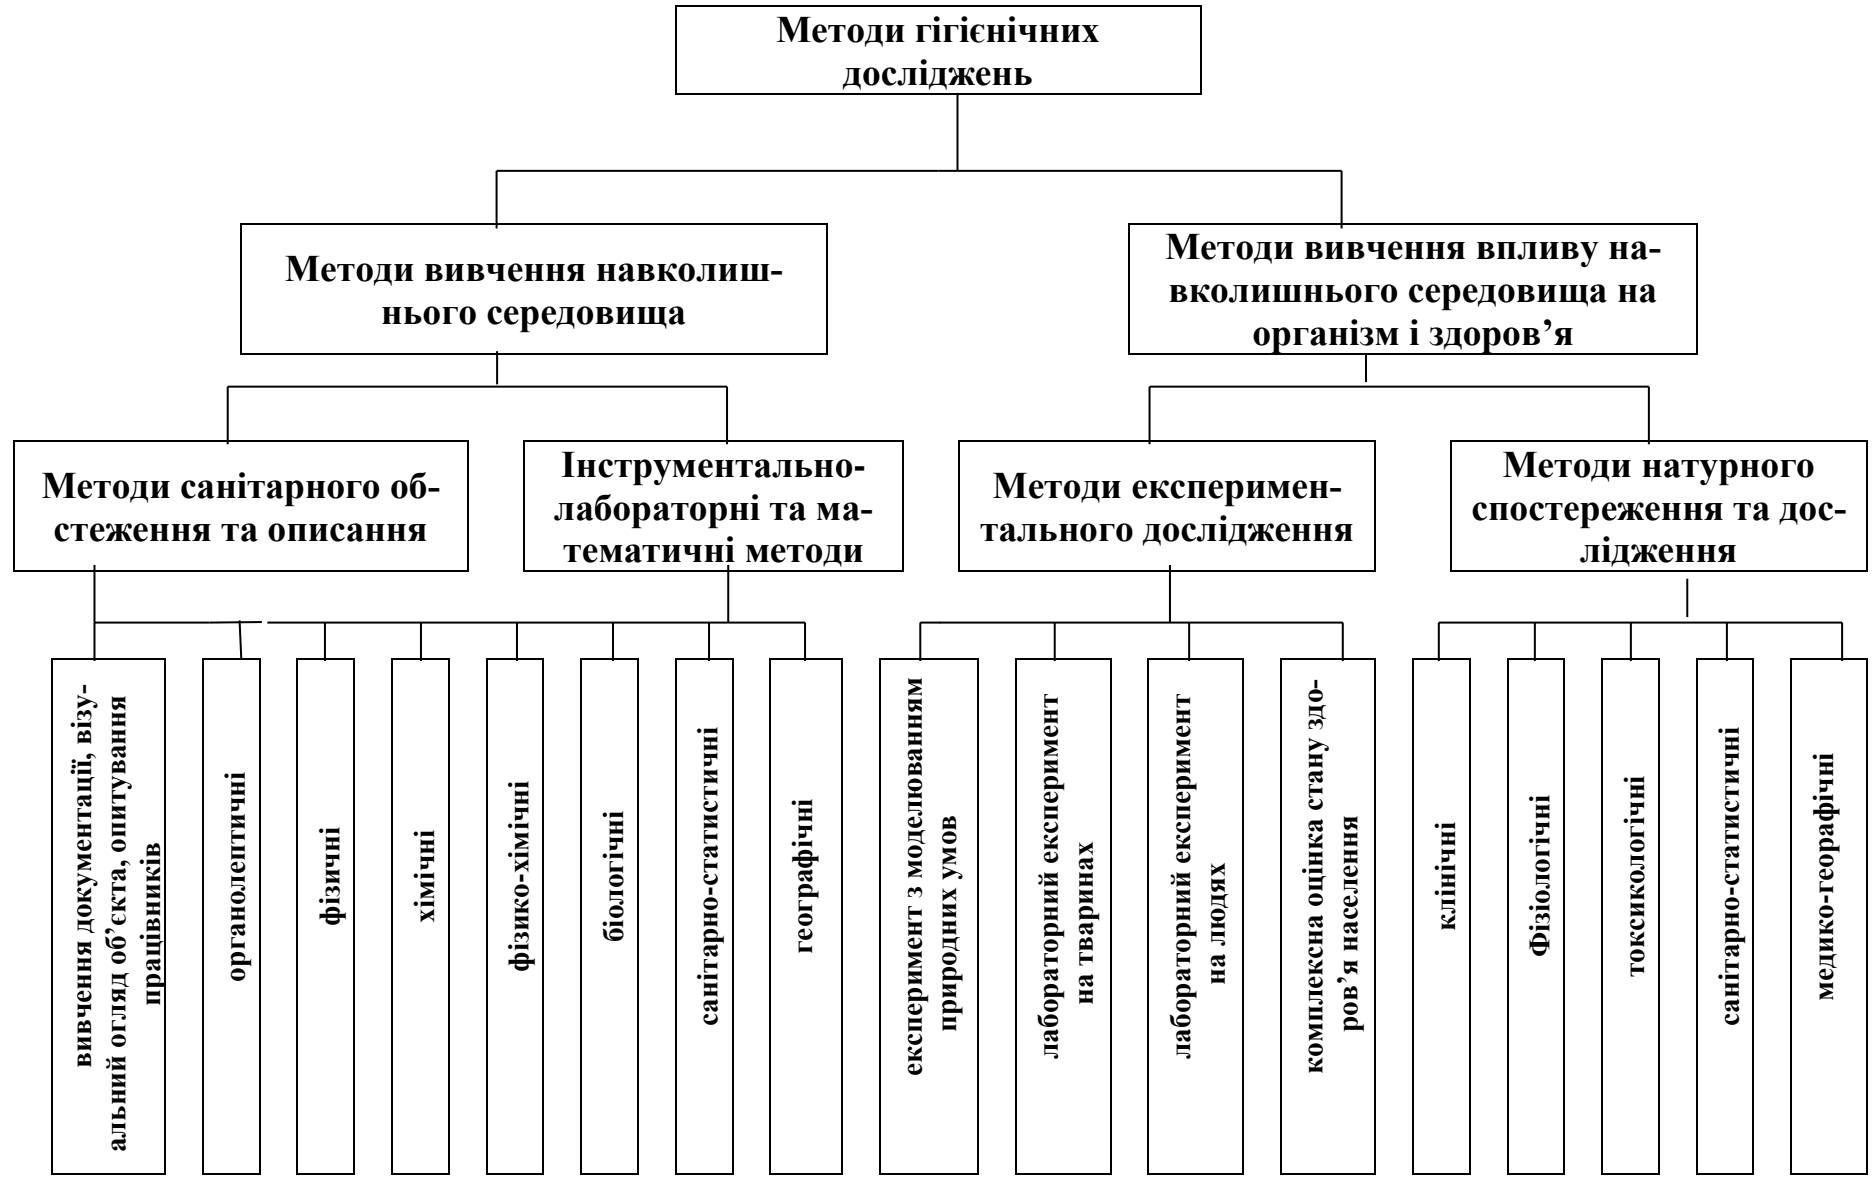 Методи гігієнічних
досліджень
Методи вивчення навколиш-
нього середовища
Методи вивчення впливу на-
вколишнього середовища на
організм і здоров’я
Методи санітарного об-
стеження та описання
Інструментально-
лабораторні та ма-
тематичні методи
Методи експеримен-
тального дослідження
Методи натурного
спостереження та дос-
лідження
вивчення документації, візу-
альний огляд об’єкта, опитування
працівників
органолептичні
фізичні
хімічні
фізико-хімічні
біологічні
санітарно-статистичні
географічні
експеримент з моделюванням
природних умов
лабораторний експеримент
на тваринах
лабораторний експеримент
на людях
комплексна оцінка стану здо-
ров’я населення
клінічні
Фізіологічні
токсикологічні
санітарно-статистичні
медико-георафічні